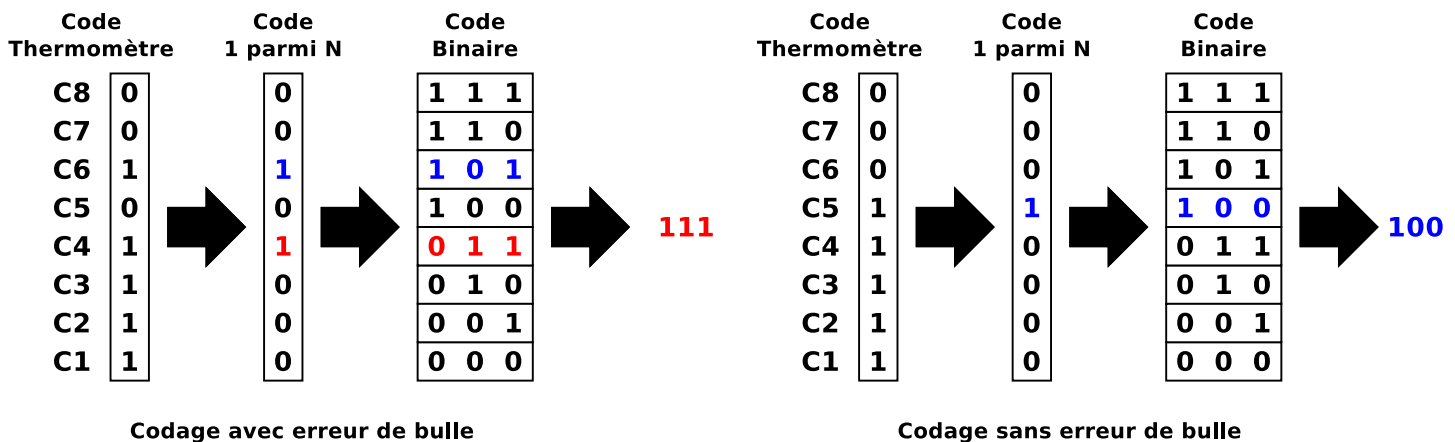 Code Code Code Code Code Code
Thermomètre 1 parmi N Binaire Thermomètre 1 parmi N Binaire
C8 0 0 1 1 1 C8 0 0 1 1 1
C7 0 0 1 1 0 C7 0 0 1 1 0
C6 1 1 1 0 1 C6 0 0 1 0 1
C5 0 0 1 0 0 C5 1 1 1 0 0
111 100
C4 1 1 0 1 1 C4 1 0 0 1 1
C3 1 0 0 1 0 C3 1 0 0 1 0
C2 1 0 0 0 1 C2 1 0 0 0 1
C1 1 0 0 0 0 C1 1 0 0 0 0
Codage avec erreur de bulle Codage sans erreur de bulle